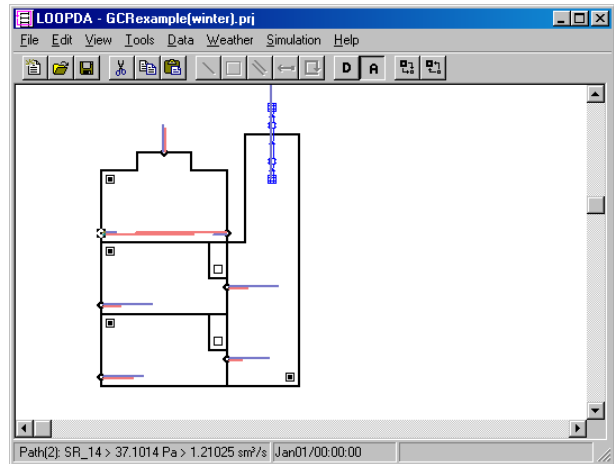 LOOPDA - GCRexample(winter).prj
File Edit View Tools Data Weather Simulation Help
D A
Path(2): SR_14 > 37.1014 Pa > 1.21025 sm³/s Jan01/00:00:00